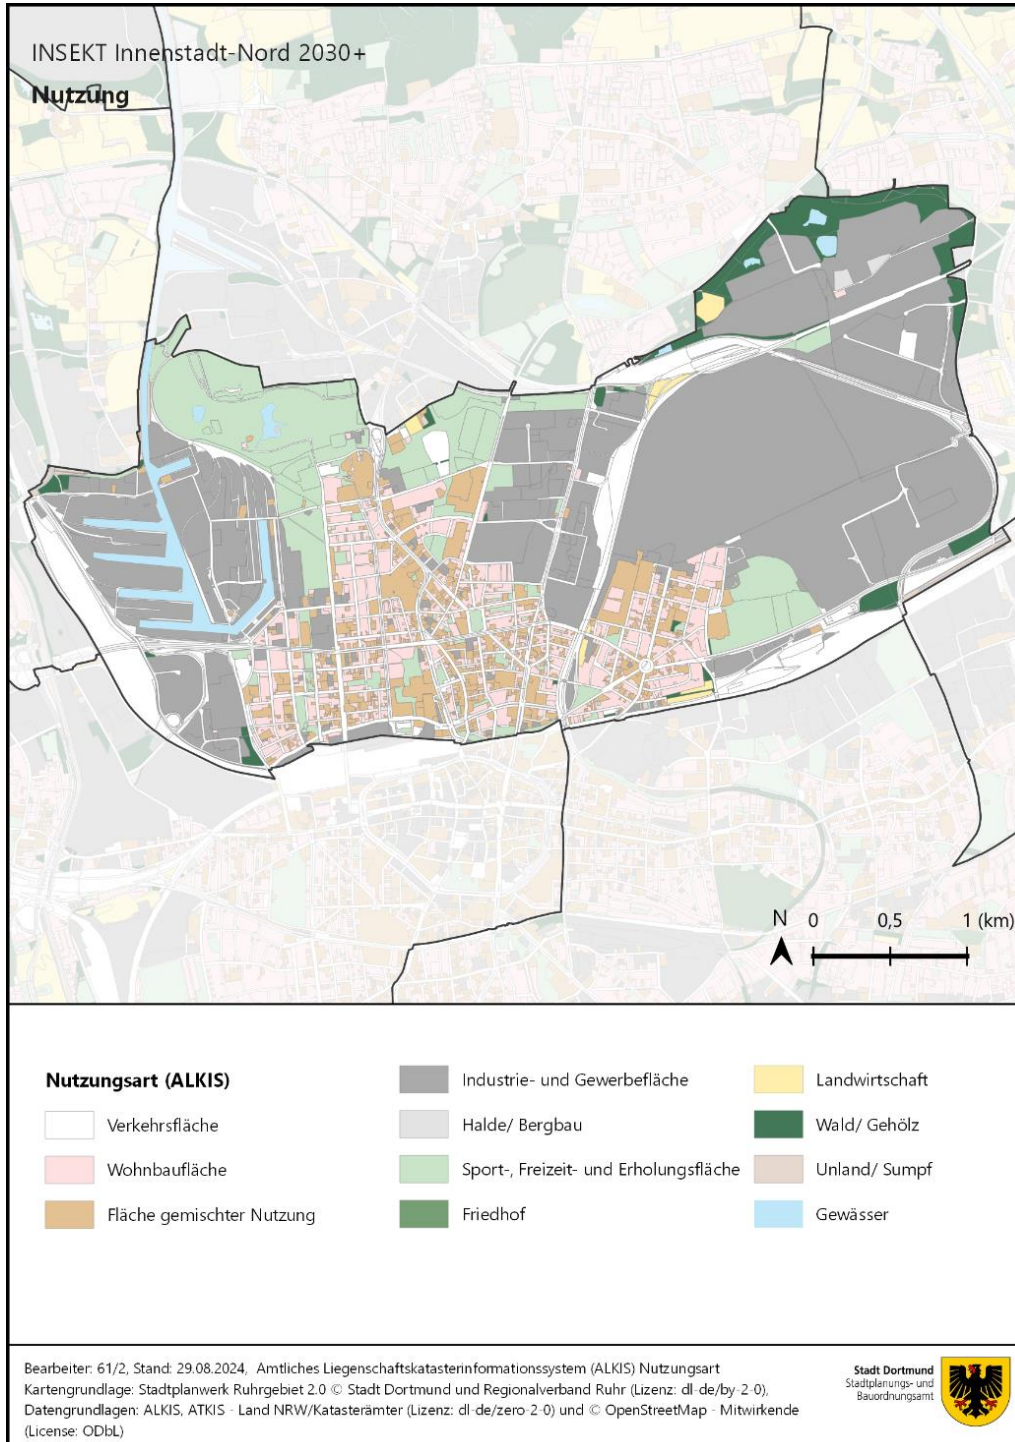 INSEKT Innenstadt-Nord 2030+
Nutzung
N 0 0,5 1 (km)
Nutzungsart (ALKIS)
Verkehrsfläche
Wohnbaufläche
Fläche gemischter Nutzung
Industrie- und Gewerbefläche
Halde/ Bergbau
Sport-, Freizeit- und Erholungsfläche
Friedhof
Landwirtschaft
Wald/ Gehölz
Unland/ Sumpf
Gewässer
Bearbeiter: 61/2, Stand: 29.08.2024, Amtliches Liegenschaftskatasterinformationssystem (ALKIS) Nutzungsart
Kartengrundlage: Stadtplanwerk Ruhrgebiet 2.0 © Stadt Dortmund und Regionalverband Ruhr (Lizenz: dl-de/by-2-0),
Datengrundlagen: ALKIS, ATKIS - Land NRW/Katasterämter (Lizenz: dl-de/zero-2-0) und © OpenStreetMap - Mitwirkende
(License: ODbL)
Stadt Dortmund
Stadtplanungs- und
Bauordnungsamt